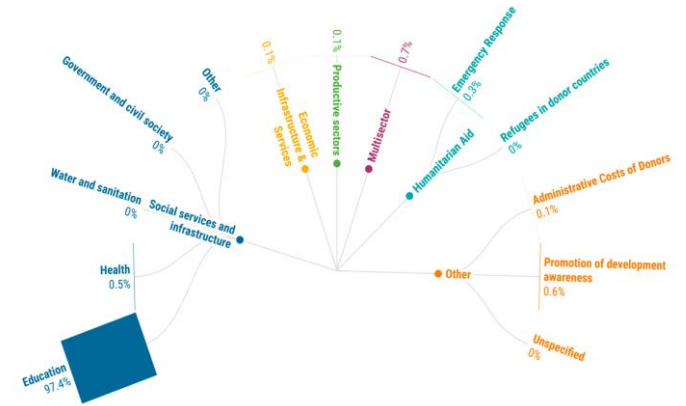 Education
97.4%
Health
0.5%
Water and sanitation
0%
Government and civil society
0%
Other
0%
Social services and
infrastructure
Economic
Infrastructure &
Services
0.1%
Productive sectors
0.1%
Multisector
0.7%
Humanitarian Aid
Emergency Response
0.3%
Refugees in donor countries
0%
Other
Administrative Costs of Donors
0.1%
Promotion of development
awareness
0.6%
Unspecified
0%